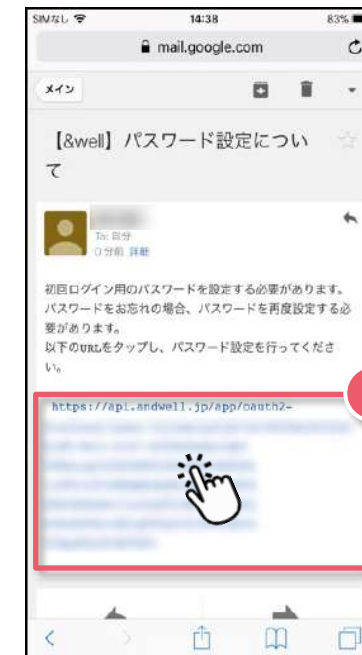 SIMなし 14:38 83%
mail.google.com
メイン
【&well】パスワード設定につい
て
To: 自分
0 分前 詳細
初回ログイン用のパスワードを設定する必要があります。
パスワードをお忘れの場合、パスワードを再度設定する必
要があります。
以下のURLをタップし、パスワード設定を行ってくださ
い。
https://api.andwell.jp/app/oauth2-